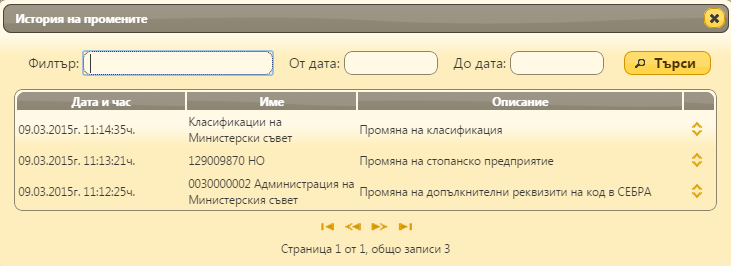 История на промените
Филтър: От дата: До дата: Търси
Дата и час Име Описание
09.03.2015г. 11:14:35ч. Класификации на Министерски съвет Промяна на класификация
09.03.2015г. 11:13:21ч. 129009870 НО Промяна на стопанско предприятие
09.03.2015г. 11:12:25ч. 0030000002 Администрация на Министерския съвет Промяна на допълкнителни реквизити на код в СЕБРА
Страница 1 от 1, общо записи 3